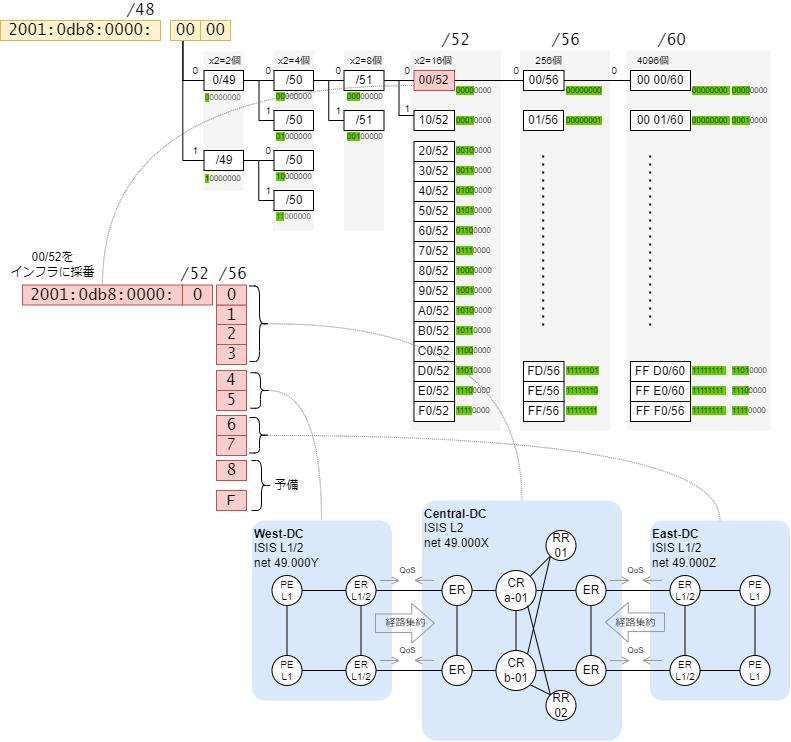 /48
2001:0db8:0000:
00
00
/52
/56
/60
x2=2個
x2=4個
x2=8個
x2=16個
256個
4096個
0
0/49
00000000
0
/50
00000000
0
/51
00000000
0
00/52
00000000
0
00/56
00000000
0
00 00/60
00000000
00000000
1
/50
01000000
/51
00100000
1
10/52
00010000
01/56
00000001
00 01/60
00000000
00010000
1
/49
10000000
0
/50
10000000
1
/50
11000000
20/52
00100000
30/52
00110000
40/52
01000000
50/52
01010000
60/52
01100000
70/52
01110000
80/52
10000000
90/52
10010000
A0/52
10100000
B0/52
10110000
C0/52
11000000
D0/52
11010000
E0/52
11100000
F0/52
11110000
FD/56
11111101
FE/56
11111110
FF/56
11111111
FF D0/60
11111111
11010000
FF E0/60
11111111
11100000
FF F0/56
11111111
11110000
00/52を
インフラに採番
/52
/56
2001:0db8:0000:
0
0
1
2
3
4
5
6
7
8
F
予備
West-DC
ISIS L1/2
net 49.000Y
Central-DC
ISIS L2
net 49.000X
East-DC
ISIS L1/2
net 49.000Z
RR
01
PE
L1
ER
L1/2
QoS
ER
CR
a-01
ER
QoS
ER
L1/2
PE
L1
経路集約
経路集約
PE
L1
ER
L1/2
QoS
ER
CR
b-01
ER
QoS
ER
L1/2
PE
L1
RR
02